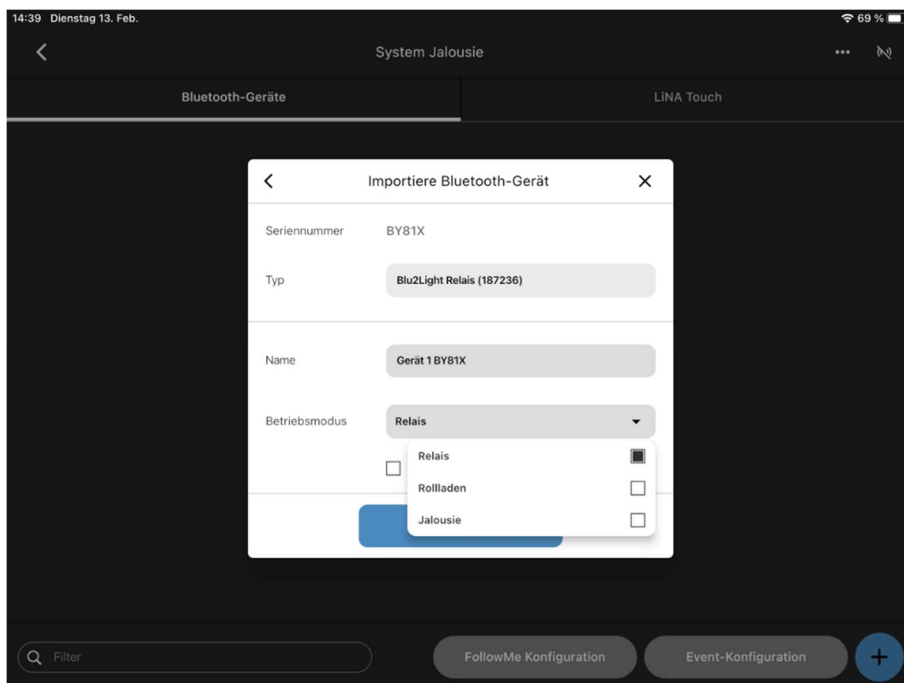 14:39 Dienstag 13. Feb. 69 %
System Jalousie
Bluetooth-Geräte LiNA Touch
Importiere Bluetooth-Gerät
Seriennummer BY81X
Typ Blu2Light Relais (187236)
Name Gerät 1 BY81X
Betriebsmodus Relais
Relais
Rollladen
Jalousie
Filter FollowMe Konfiguration Event-Konfiguration